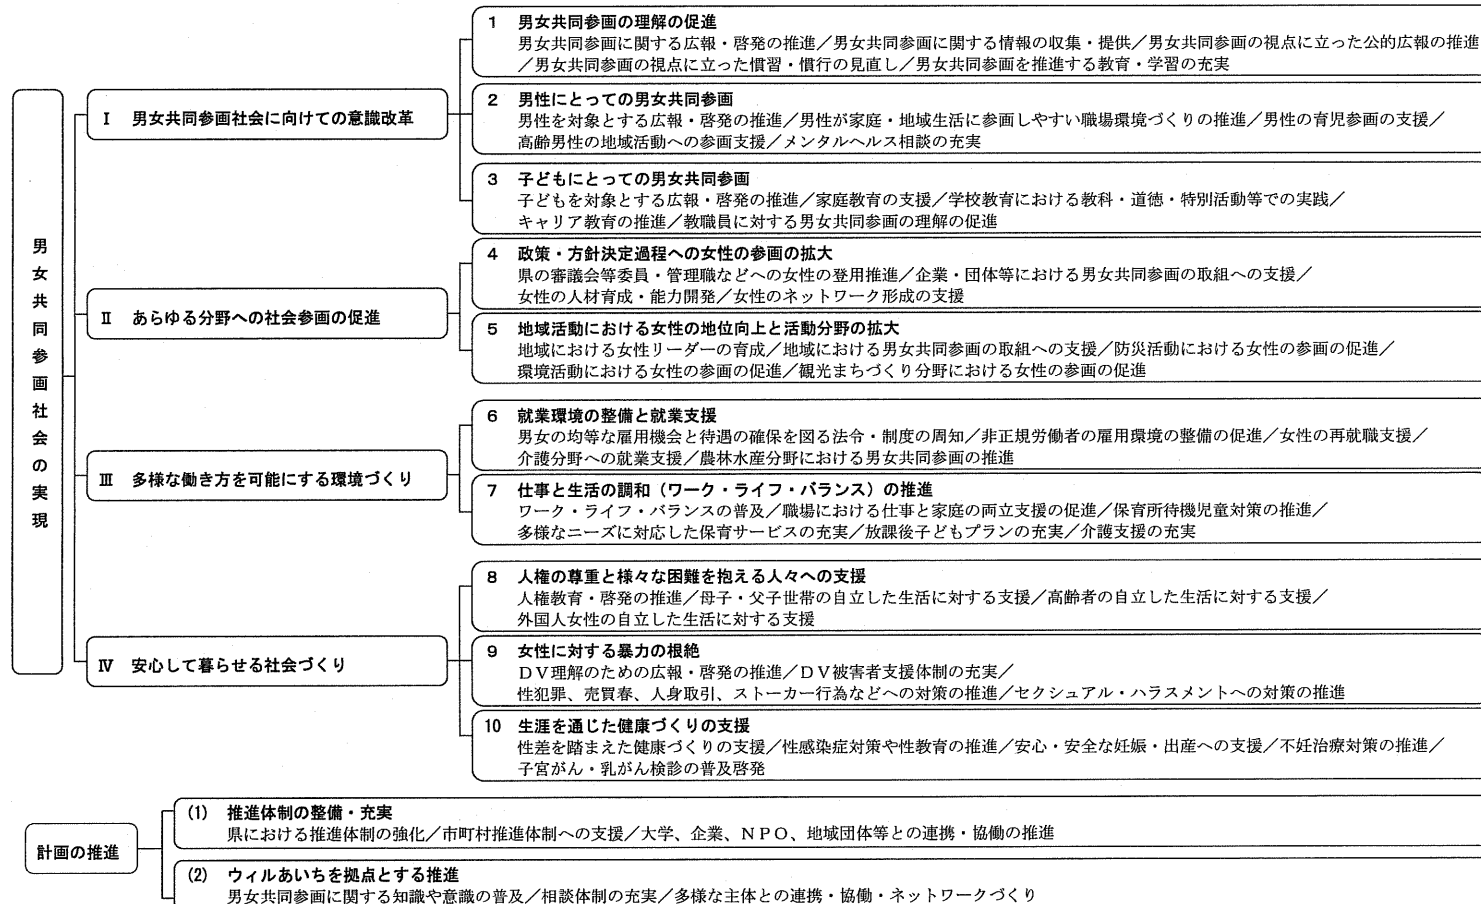 男女共同参画社会の実現
Ⅰ 男女共同参画社会に向けての意識改革
1 男女共同参画の理解の促進
男女共同参画に関する広報・啓発の推進／男女共同参画に関する情報の収集・提供／男女共同参画の視点に立った公的広報の推進
／男女共同参画の視点に立った慣習・慣行の見直し／男女共同参画を推進する教育・学習の充実
2 男性にとっての男女共同参画
男性を対象とする広報・啓発の推進／男性が家庭・地域生活に参画しやすい職場環境づくりの推進／男性の育児参画の支援／
高齢男性の地域活動への参画支援／メンタルヘルス相談の充実
3 子どもにとっての男女共同参画
子どもを対象とする広報・啓発の推進／家庭教育の支援／学校教育における教科・道徳・特別活動等での実践／
キャリア教育の推進／教職員に対する男女共同参画の理解の促進
Ⅱ あらゆる分野への社会参画の促進
4 政策・方針決定過程への女性の参画の拡大
県の審議会等委員・管理職などへの女性の登用推進／企業・団体等における男女共同参画の取組への支援／
女性の人材育成・能力開発／女性のネットワーク形成の支援
5 地域活動における女性の地位向上と活動分野の拡大
地域における女性リーダーの育成／地域における男女共同参画の取組への支援／防災活動における女性の参画の促進／
環境活動における女性の参画の促進／観光まちづくり分野における女性の参画の促進
Ⅲ 多様な働き方を可能にする環境づくり
6 就業環境の整備と就業支援
男女の均等な雇用機会と待遇の確保を図る法令・制度の周知／非正規労働者の雇用環境の整備の促進／女性の再就職支援／
介護分野への就業支援／農林水産分野における男女共同参画の推進
7 仕事と生活の調和（ワーク・ライフ・バランス）の推進
ワーク・ライフ・バランスの普及／職場における仕事と家庭の両立支援の促進／保育所待機児童対策の推進／
多様なニーズに対応した保育サービスの充実／放課後子どもプランの充実／介護支援の充実
Ⅳ 安心して暮らせる社会づくり
8 人権の尊重と様々な困難を抱える人々への支援
人権教育・啓発の推進／母子・父子世帯の自立した生活に対する支援／高齢者の自立した生活に対する支援／
外国人女性の自立した生活に対する支援
9 女性に対する暴力の根絶
ＤＶ理解のための広報・啓発の推進／ＤＶ被害者支援体制の充実／
性犯罪、売買春、人身取引、ストーカー行為などへの対策の推進／セクシュアル・ハラスメントへの対策の推進
10 生涯を通じた健康づくりの支援
性差を踏まえた健康づくりの支援／性感染症対策や性教育の推進／安心・安全な妊娠・出産への支援／不妊治療対策の推進／
子宮がん・乳がん検診の普及啓発
計画の推進
(1) 推進体制の整備・充実
県における推進体制の強化／市町村推進体制への支援／大学、企業、ＮＰＯ、地域団体等との連携・協働の推進
(2) ウィルあいちを拠点とする推進
男女共同参画に関する知識や意識の普及／相談体制の充実／多様な主体との連携・協働・ネットワークづくり